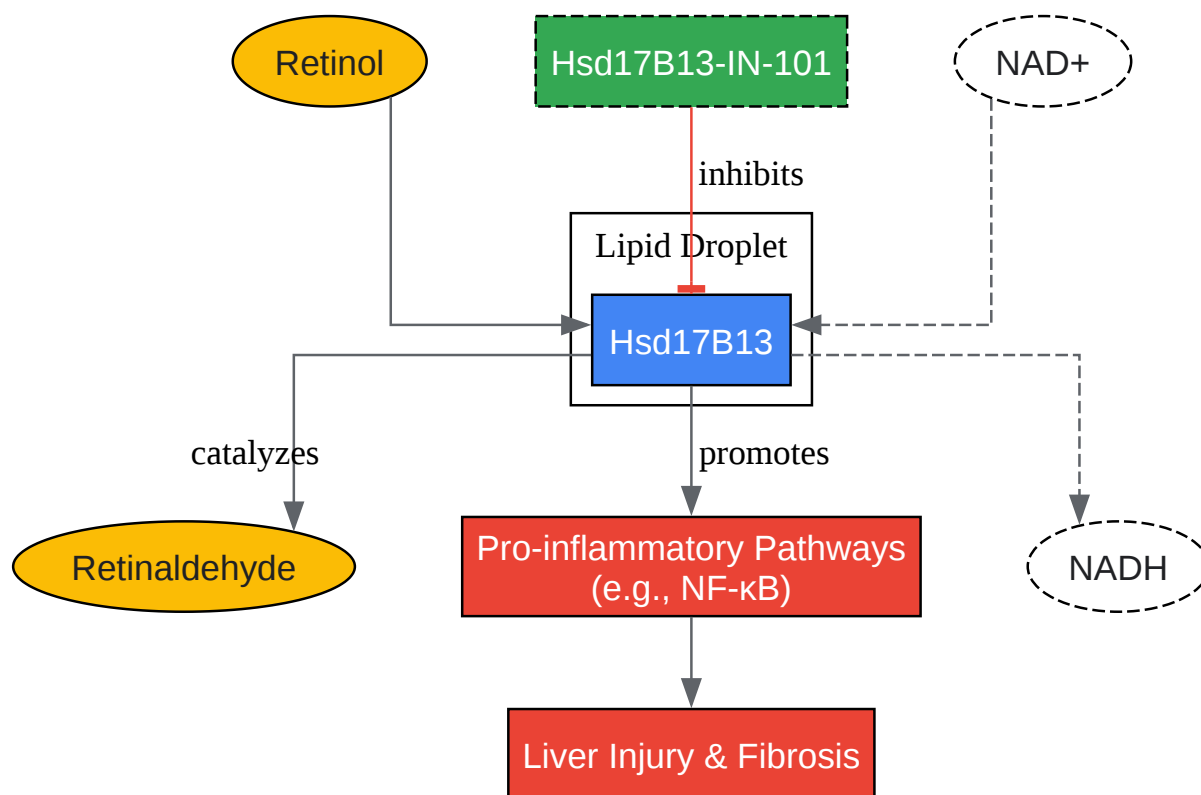 Retinol
Hsd17B13-IN-101
NAD+
inhibits
Lipid Droplet
Hsd17B13
catalyzes
promotes
Retinaldehyde
Pro-inflammatory Pathways
(e.g., NF-κB)
NADH
Liver Injury & Fibrosis